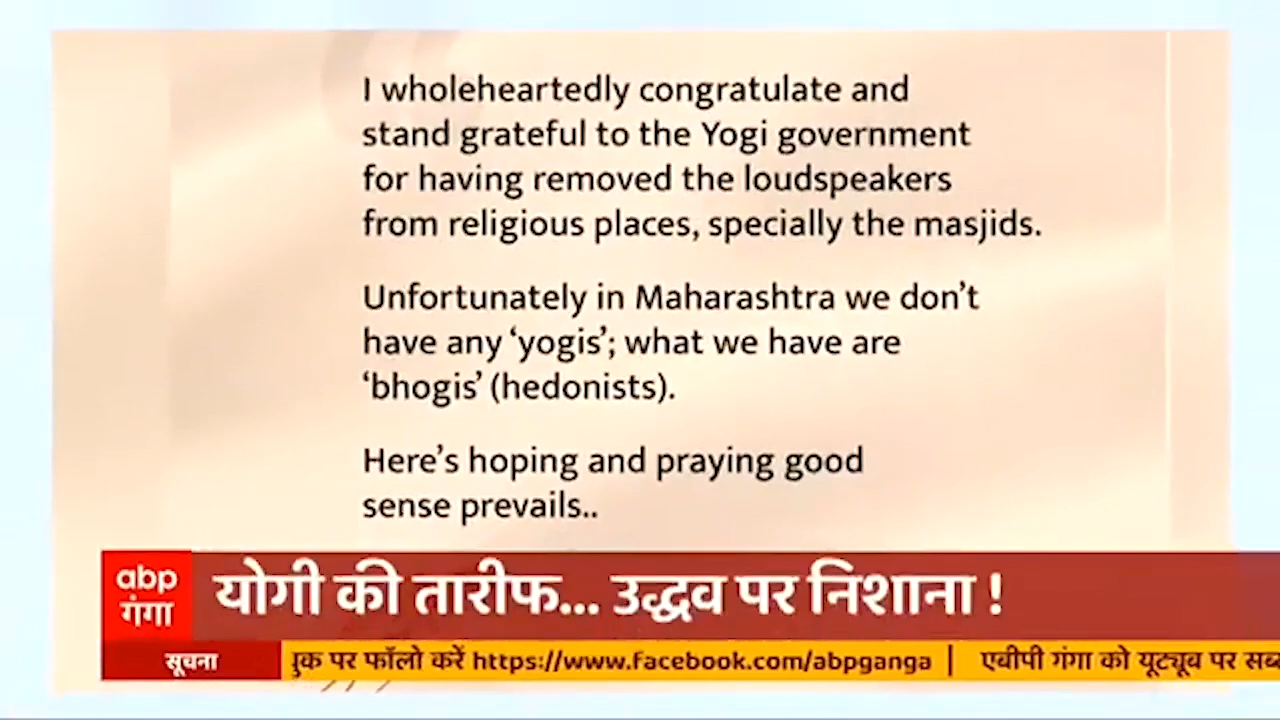 I wholeheartedly congratulate and
stand grateful to the Yogi government
for having removed the loudspeakers
from religious places, specially the masjids.
Unfortunately in Maharashtra we don't
have any 'yogis'; what we have are
'bhogis' (hedonists).
Here's hoping and praying good
sense prevails..
abp
गंगा
योगी की तारीफ... उद्धव पर निशाना !
सूचना
पर फॉलो करें https://www.facebook.com/abpganga | एबीपी गंगा को यूट्यूब पर